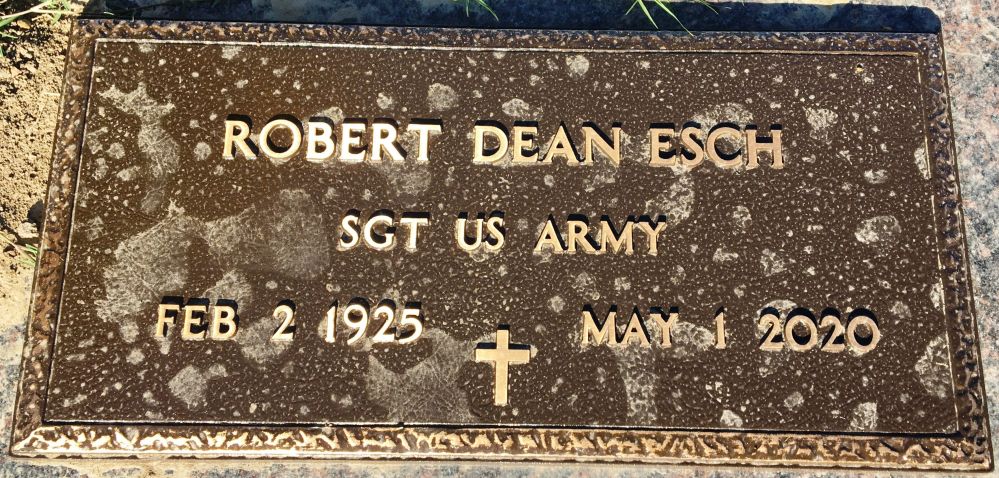 ROBERT DEAN ESCH
SGT US ARMY
FEB 2 1925 MAY 1 2020